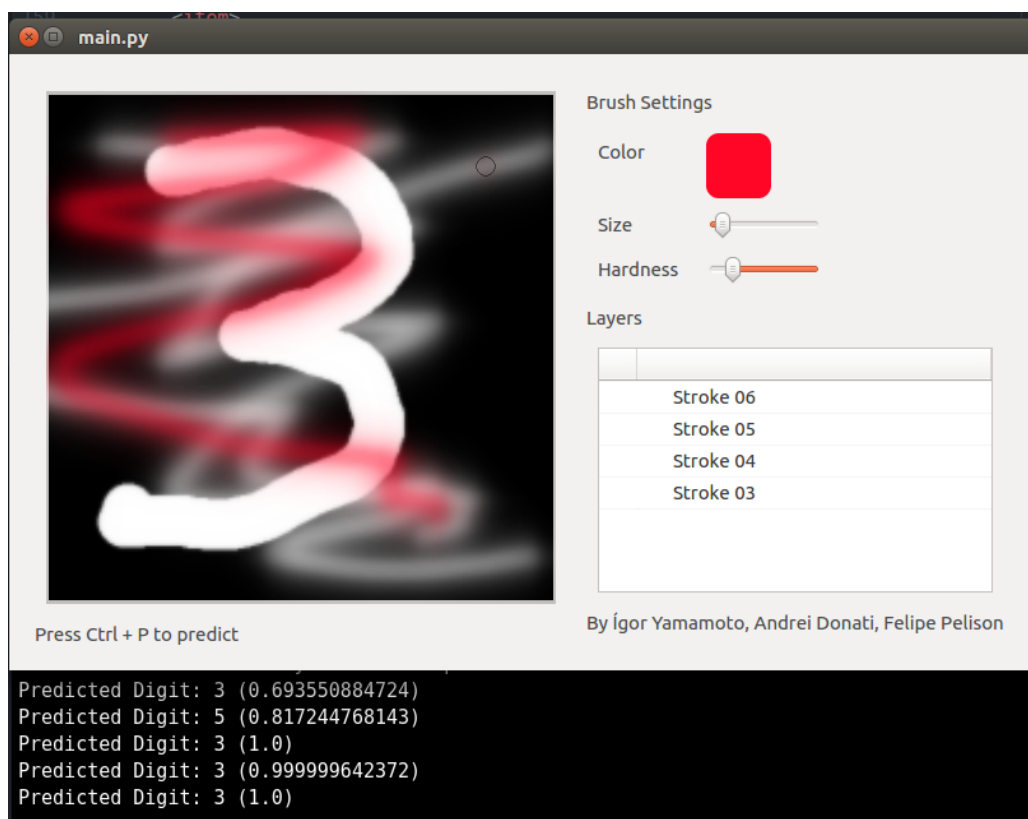 main.py
Brush Settings
Color
Size
Hardness
Layers
Stroke 06
Stroke 05
Stroke 04
Stroke 03
3
Press Ctrl + P to predict
By Ígor Yamamoto, Andrei Donati, Felipe Pelison
Predicted Digit: 3 (0.693550884724)
Predicted Digit: 5 (0.817244768143)
Predicted Digit: 3 (1.0)
Predicted Digit: 3 (0.999999642372)
Predicted Digit: 3 (1.0)